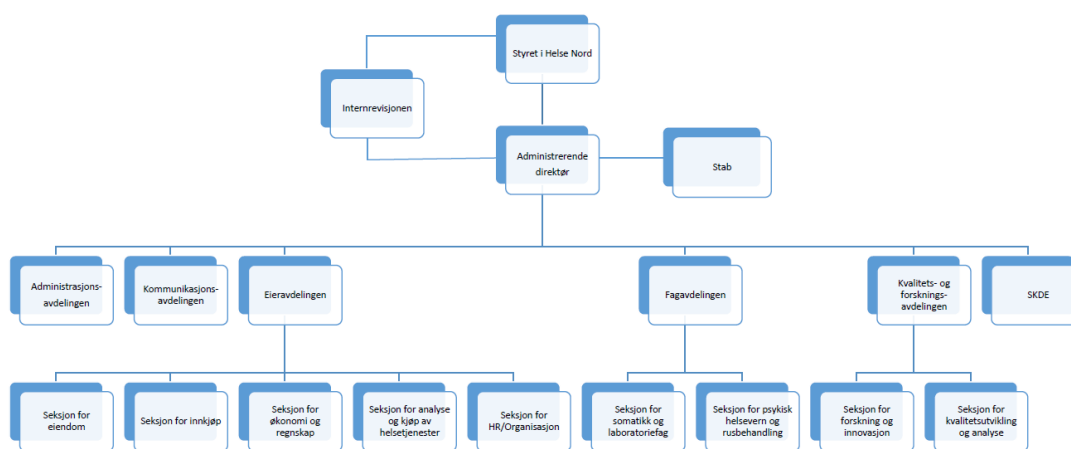 Styret i Helse Nord
Internrevisjonen
Administrerende
direktør
Stab
Administrasjons-
avdelingen
Kommunikasjons-
avdelingen
Eieravdelingen
Fagavdelingen
Kvalitets- og
forsknings-
avdelingen
SKDE
Seksjon for
eiendom
Seksjon for innkjøp
Seksjon for
økonomi og
regnskap
Seksjon for analyse
og kjøp av
helsetjenester
Seksjon for
HR/Organisasjon
Seksjon for
somatikk og
laboratoriefag
Seksjon for psykisk
helsevern og
rusbehandling
Seksjon for
forskning og
innovasjon
Seksjon for
kvalitetsutvikling
og analyse